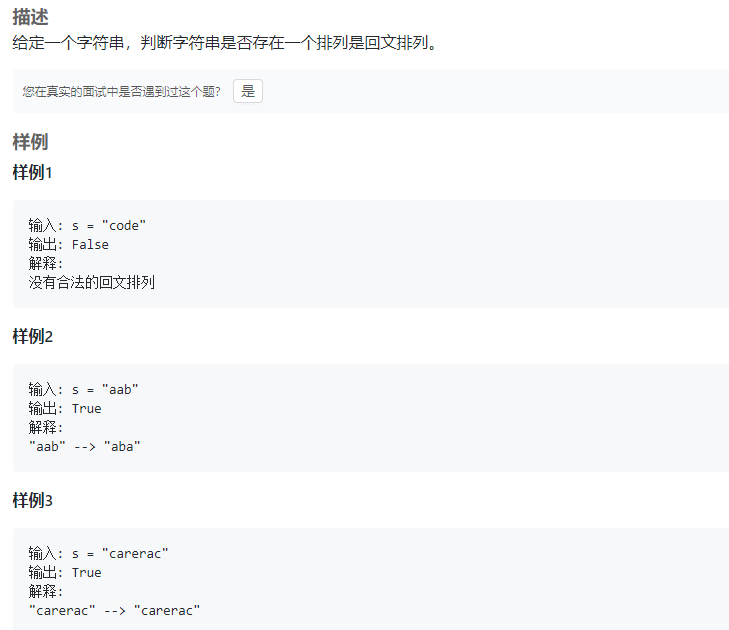 描述
给定一个字符串，判断字符串是否存在一个排列是回文排列。
您在真实的面试中是否遇到过这个题？ 是
样例
样例1
输入: s = "code"
输出: False
解释:
没有合法的回文排列
样例2
输入: s = "aab"
输出: True
解释:
"aab" --> "aba"
样例3
输入: s = "carerac"
输出: True
解释:
"carerac" --> "carerac"